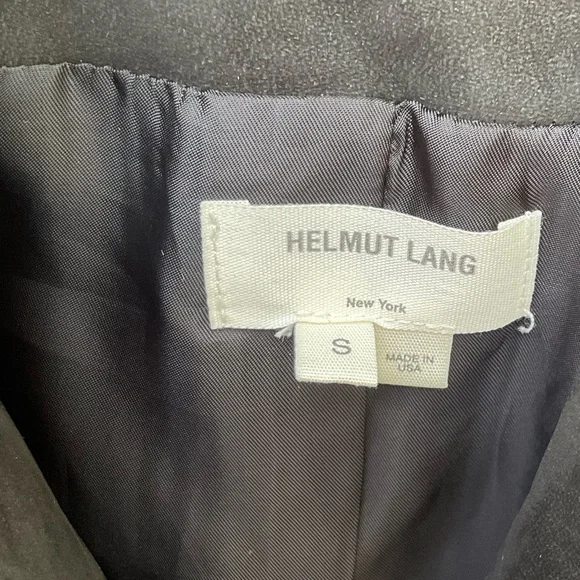 HELMUT LANG
New York
S
MADE IN
USA